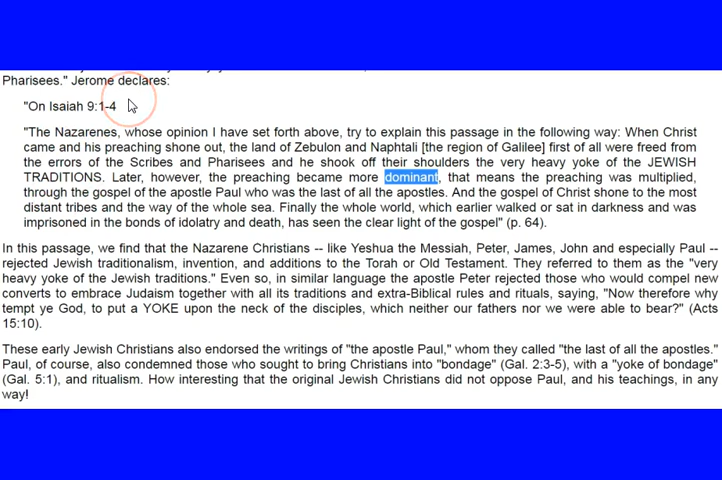 Pharisees." Jerome declares:
"On Isaiah 9:1-4
"The Nazarenes, whose opinion I have set forth above, try to explain this passage in the following way: When Christ
came and his preaching shone out, the land of Zebulon and Naphtali [the region of Galilee] first of all were freed from
the errors of the Scribes and Pharisees and he shook off their shoulders the very heavy yoke of the JEWISH
TRADITIONS. Later, however, the preaching became more dominant, that means the preaching was multiplied,
through the gospel of the apostle Paul who was the last of all the apostles. And the gospel of Christ shone to the most
distant tribes and the way of the whole sea. Finally the whole world, which earlier walked or sat in darkness and was
imprisoned in the bonds of idolatry and death, has seen the clear light of the gospel" (p. 64).
In this passage, we find that the Nazarene Christians -- like Yeshua the Messiah, Peter, James, John and especially Paul --
rejected Jewish traditionalism, invention, and additions to the Torah or Old Testament. They referred to them as the "very
heavy yoke of the Jewish traditions." Even so, in similar language the apostle Peter rejected those who would compel new
converts to embrace Judaism together with all its traditions and extra-Biblical rules and rituals, saying, "Now therefore why
tempt ye God, to put a YOKE upon the neck of the disciples, which neither our fathers nor we were able to bear?" (Acts
15:10).
These early Jewish Christians also endorsed the writings of "the apostle Paul," whom they called "the last of all the apostles."
Paul, of course, also condemned those who sought to bring Christians into "bondage" (Gal. 2:3-5), with a "yoke of bondage"
(Gal. 5:1), and ritualism. How interesting that the original Jewish Christians did not oppose Paul, and his teachings, in any
way!